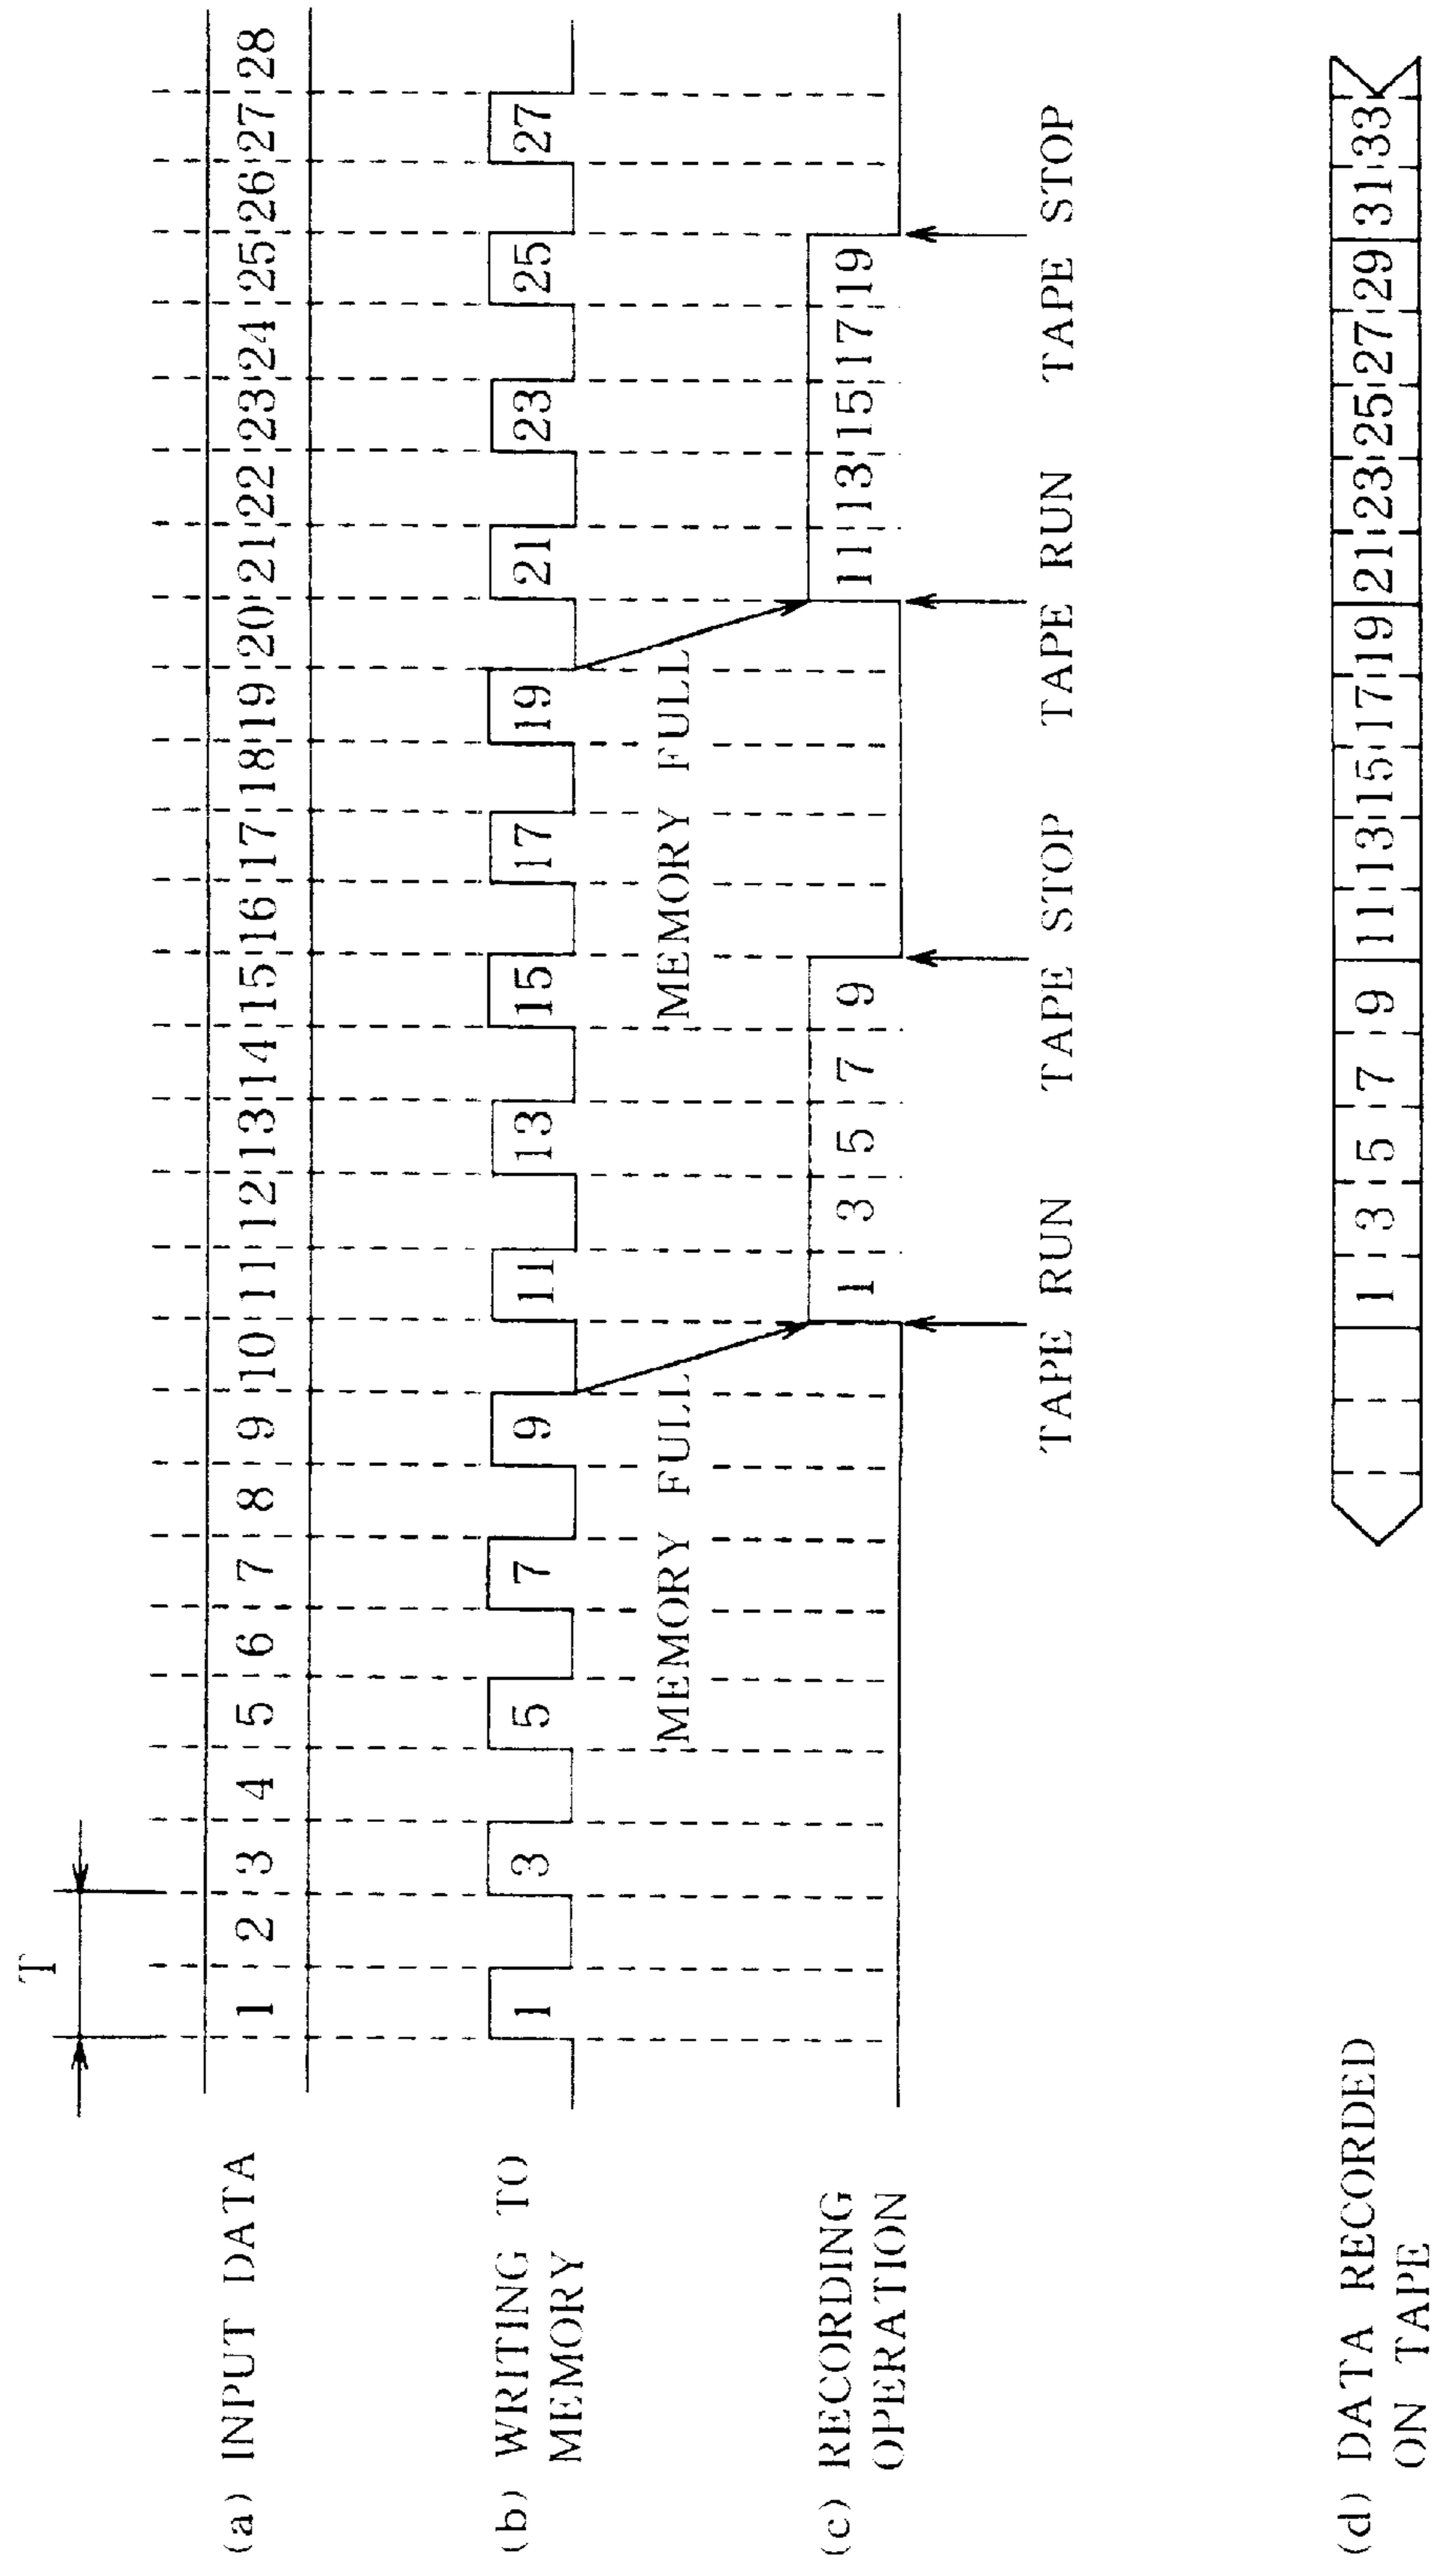 T
(a) INPUT DATA
1 2 3 4 5 6 7 8 9 10 11 12 13 14 15 16 17 18 19 20 21 22 23 24 25 26 27 28
(b) WRITING TO
MEMORY
1 3 5 7 9 11 13 15 17 19 21 23 25 27
MEMORY FULL MEMORY FULL
(c) RECORDING
OPERATION
1 3 5 7 9 11 13 15 17 19
TAPE RUN TAPE STOP TAPE RUN TAPE STOP
(d) DATA RECORDED
ON TAPE
1 3 5 7 9 11 13 15 17 19 21 23 25 27 29 31 33